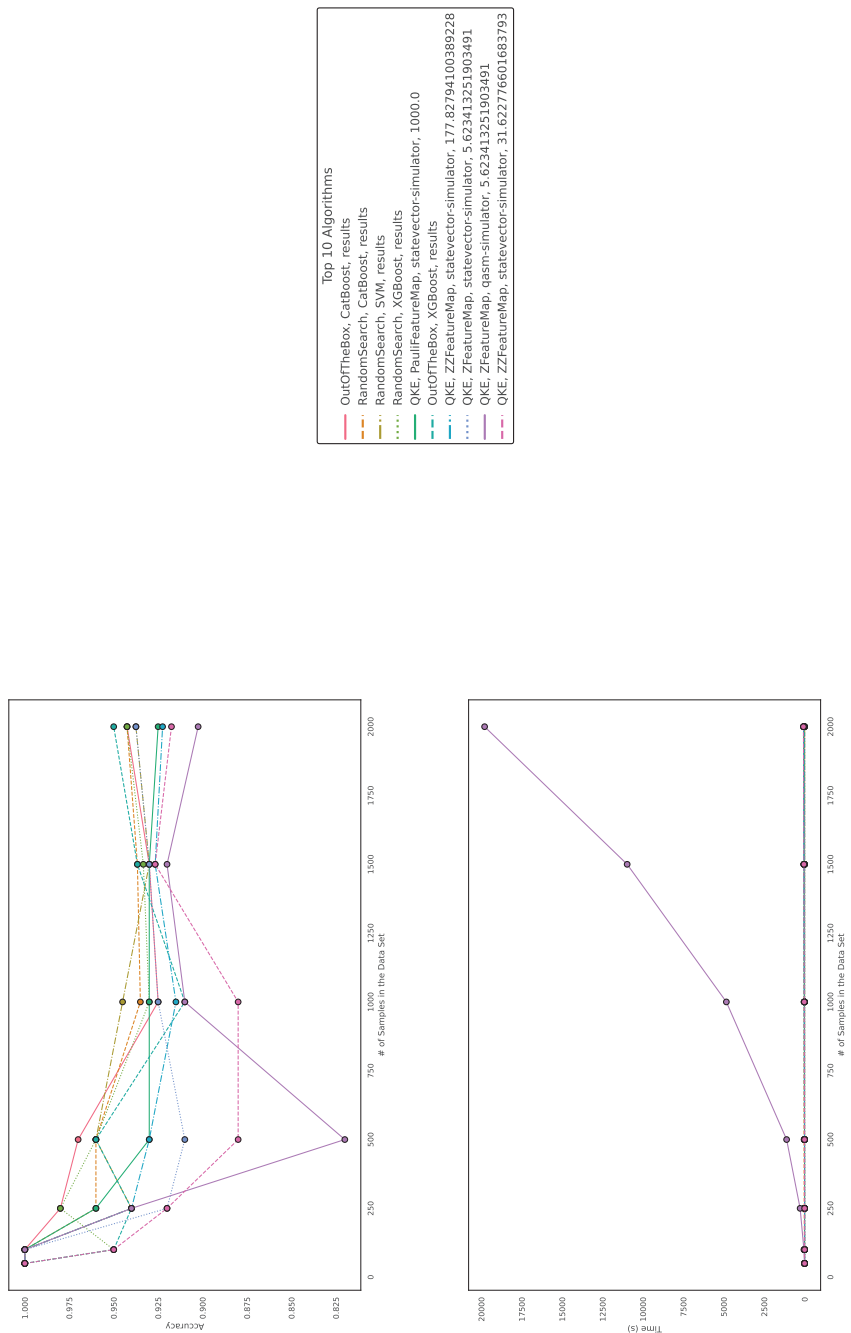 Top 10 Algorithms
OutOfTheBox, CatBoost, results
RandomSearch, CatBoost, results
RandomSearch, SVM, results
RandomSearch, XGBoost, results
QKE, PauliFeatureMap, statevector-simulator, 1000.0
OutOfTheBox, XGBoost, results
QKE, ZZFeatureMap, statevector-simulator, 177.82794100389228
QKE, ZFeatureMap, statevector-simulator, 5.623413251903491
QKE, ZFeatureMap, qasm-simulator, 5.623413251903491
QKE, ZZFeatureMap, statevector-simulator, 31.622776601683793
Accuracy
1.000
0.975
0.950
0.925
0.900
0.875
0.850
0.825
0
250
500
750
1000
1250
1500
1750
2000
# of Samples in the Data Set
Time (s)
20000
17500
15000
12500
10000
7500
5000
2500
0
0
250
500
750
1000
1250
1500
1750
2000
# of Samples in the Data Set